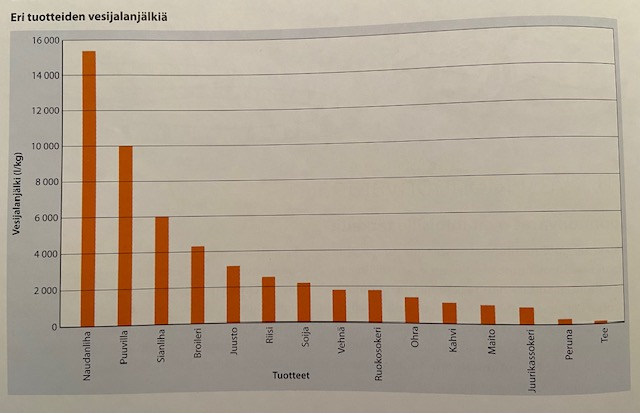 Eri tuotteiden vesijalanjälkiä
Vesijalanjälki (l/kg)
16 000
14 000
12 000
10 000
8 000
6 000
4 000
2 000
0
Naudanliha
Puuvilla
Sianliha
Broileri
Juusto
Riisi
Soija
Vehnä
Ruokosokeri
Ohra
Kahvi
Maito
Juurikassokeri
Peruna
Tee
Tuotteet